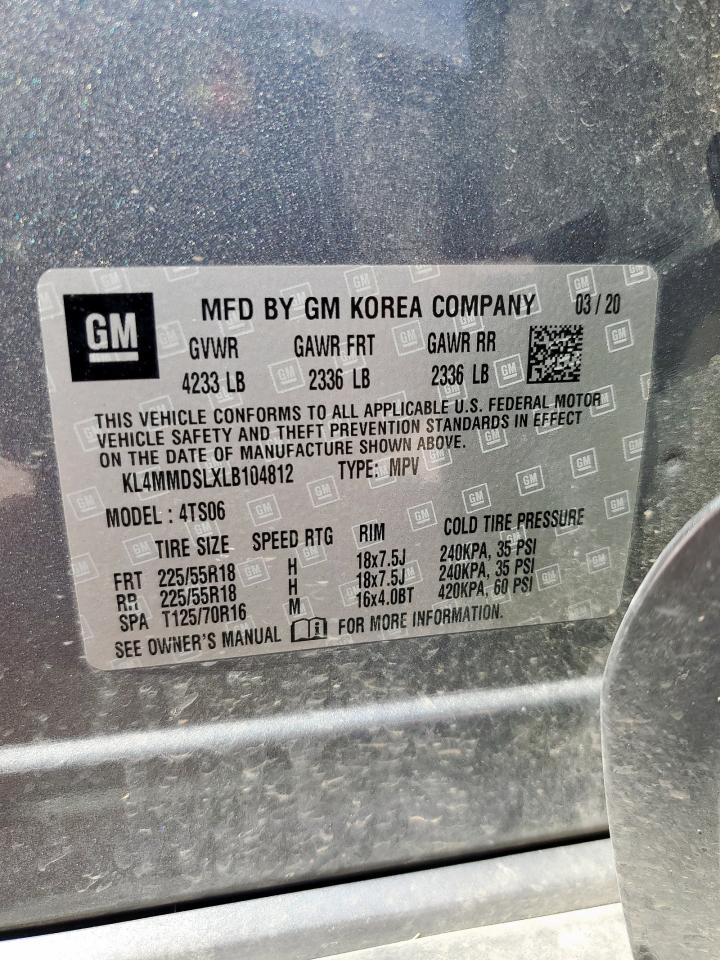 GM
MFD BY GM KOREA COMPANY 03 / 20
GVWR GAWR FRT GAWR RR
4233 LB 2336 LB 2336 LB
THIS VEHICLE CONFORMS TO ALL APPLICABLE U.S. FEDERAL MOTOR
VEHICLE SAFETY AND THEFT PREVENTION STANDARDS IN EFFECT
ON THE DATE OF MANUFACTURE SHOWN ABOVE.
KL4MMDSLXLB104812 TYPE: MPV
MODEL : 4TS06
TIRE SIZE SPEED RTG RIM COLD TIRE PRESSURE
FRT 225/55R18 H 18x7.5J 240KPA, 35 PSI
RR 225/55R18 H 18x7.5J 240KPA, 35 PSI
SPA T125/70R16 M 16x4.0BT 420KPA, 60 PSI
SEE OWNER'S MANUAL FOR MORE INFORMATION.